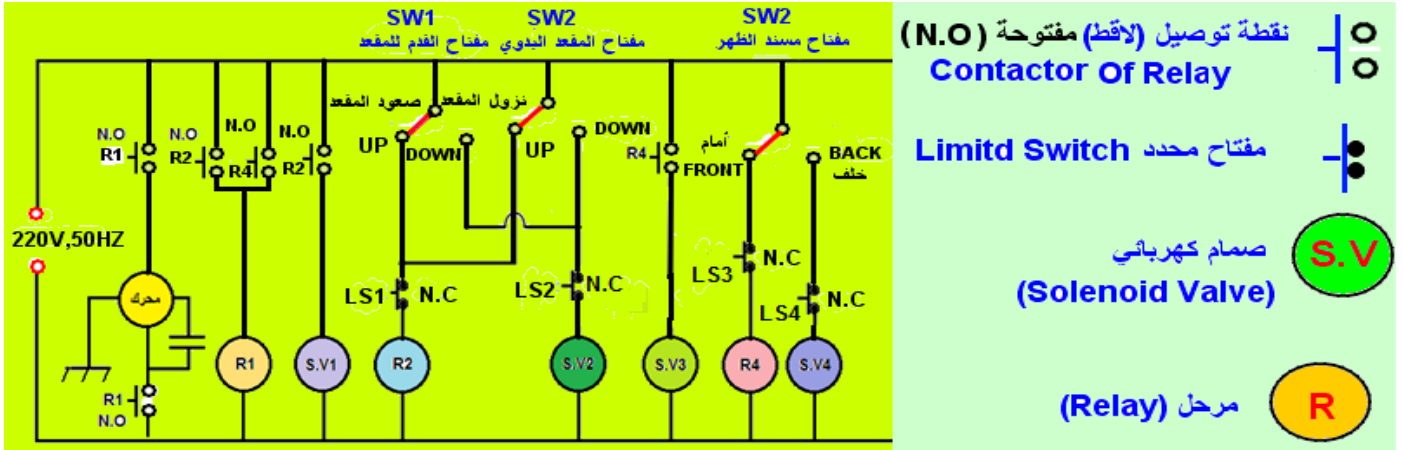 SW1
مفتاح القدم للمقعد
SW2
مفتاح المقعد اليدوي
SW2
مفتاح مسند الظهر
صعود المقعد
نزول المقعد
N.O
R1
N.O
R2
N.O
R4
N.O
R2
UP
DOWN
UP
DOWN
R4
أمام
FRONT
BACK
خلف
220V,50HZ
محرك
LS1
N.C
LS2
N.C
LS3
N.C
LS4
N.C
R1
S.V1
R2
S.V2
S.V3
R4
S.V4
R1
N.O
نقطة توصيل (لاقط) مفتوحة (N.O)
Contactor Of Relay
مفتاح محدد Limitd Switch
صمام كهربائي
(Solenoid Valve)
S.V
مرحل (Relay)
R